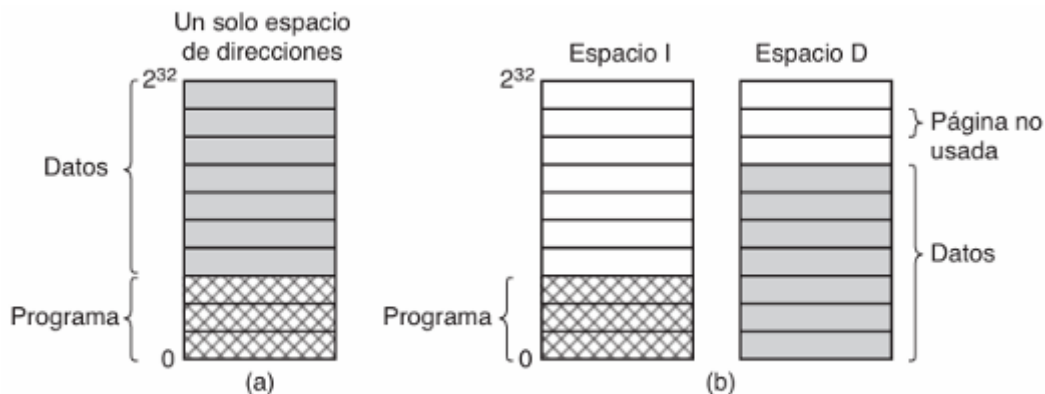 Un solo espacio
de direcciones
2³²
Datos
Programa
0
(a)
Espacio I
Espacio D
2³²
Página no
usada
Datos
Programa
0
(b)